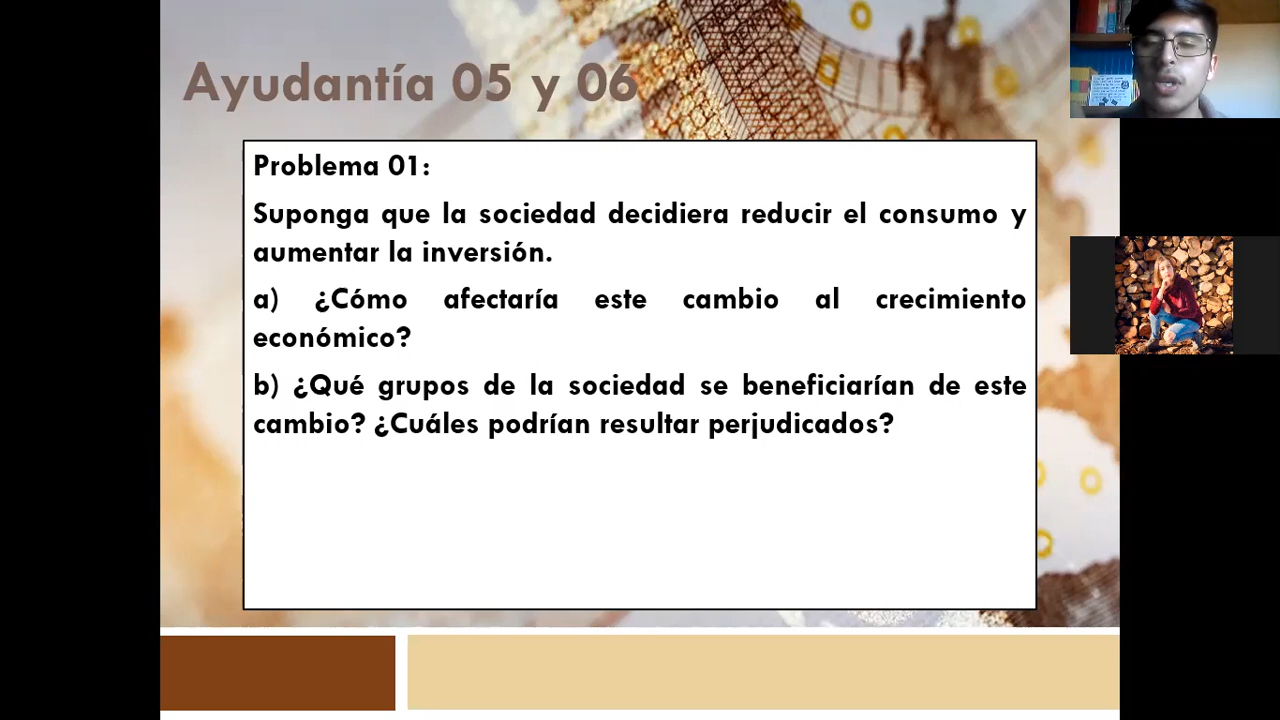 Ayudantía 05 y 06
Problema 01:
Suponga que la sociedad decidiera reducir el consumo y
aumentar la inversión.
a) ¿Cómo afectaría este cambio al crecimiento
económico?
b) ¿Qué grupos de la sociedad se beneficiarían de este
cambio? ¿Cuáles podrían resultar perjudicados?